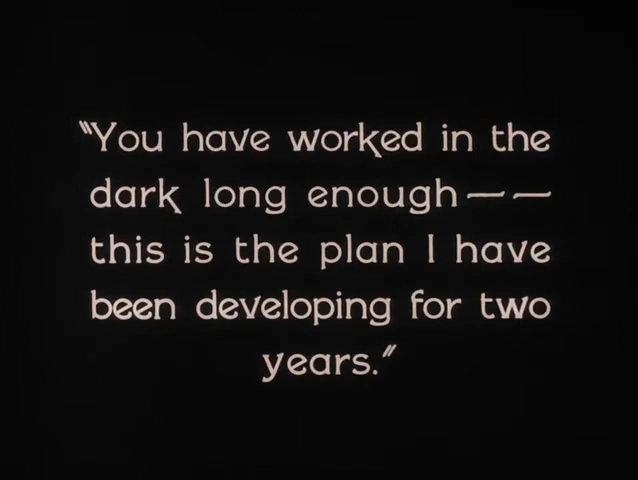 "You have worked in the
dark long enough — —
this is the plan I have
been developing for two
years."